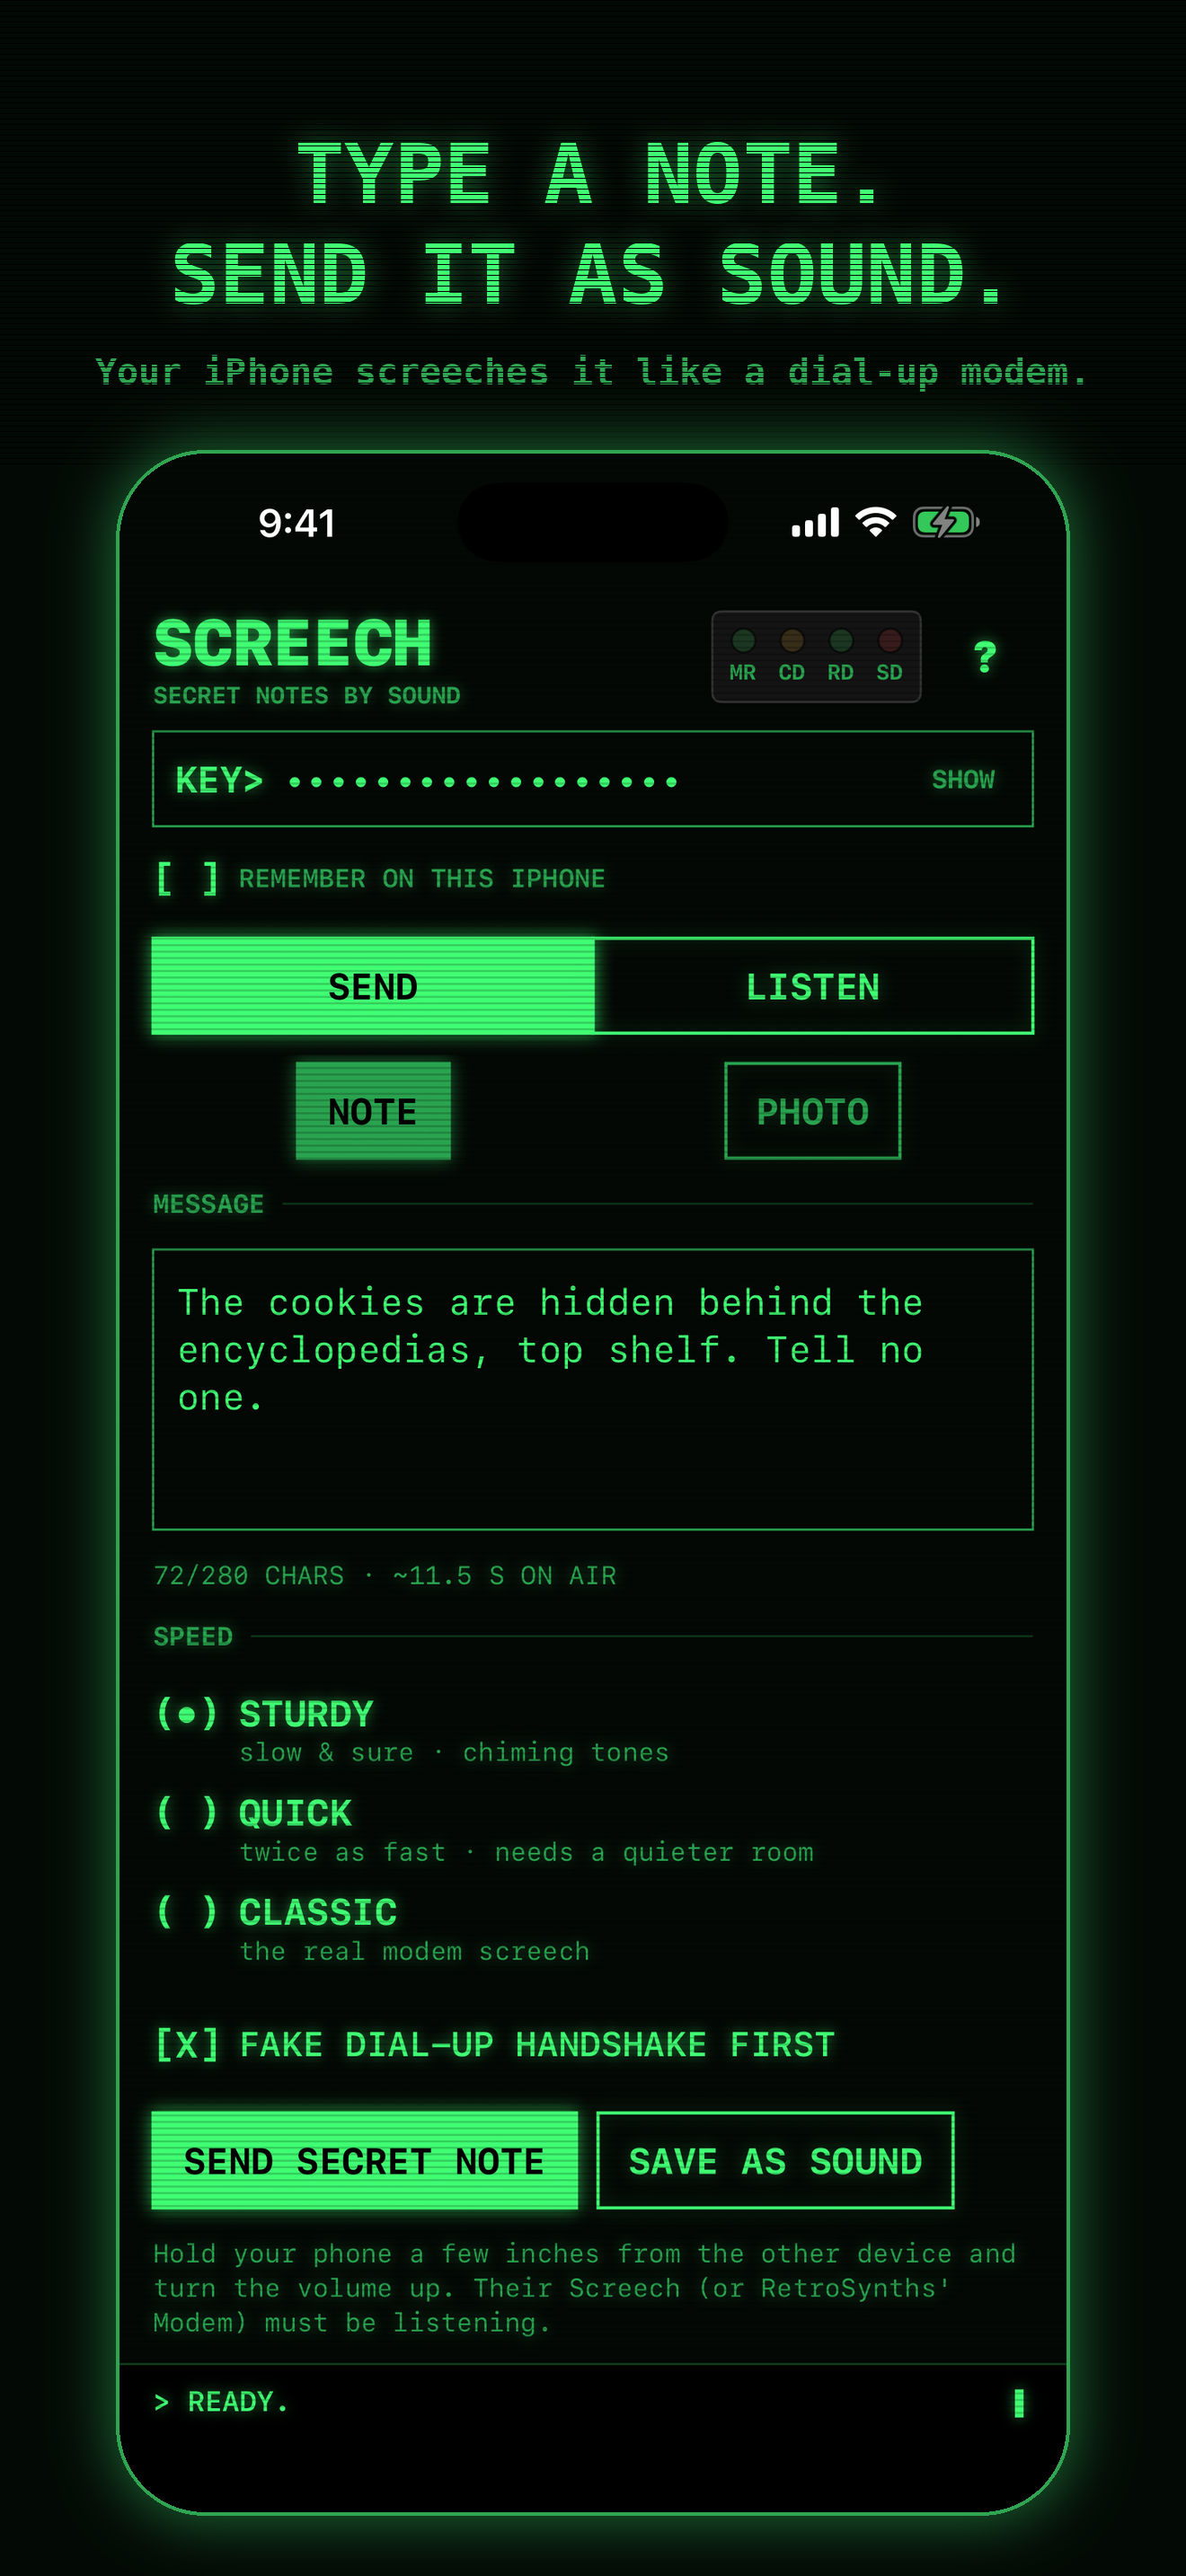 TYPE A NOTE.
SEND IT AS SOUND.
Your iPhone screeches it like a dial-up modem.
9:41
SCREECH
SECRET NOTES BY SOUND
MR CD RD SD
?
KEY> •••••••••••••••••• SHOW
[ ] REMEMBER ON THIS IPHONE
SEND LISTEN
NOTE PHOTO
MESSAGE
The cookies are hidden behind the
encyclopedias, top shelf. Tell no
one.
72/280 CHARS · ~11.5 S ON AIR
SPEED
(•) STURDY
slow & sure · chiming tones
( ) QUICK
twice as fast · needs a quieter room
( ) CLASSIC
the real modem screech
[X] FAKE DIAL–UP HANDSHAKE FIRST
SEND SECRET NOTE SAVE AS SOUND
Hold your phone a few inches from the other device and
turn the volume up. Their Screech (or RetroSynths'
Modem) must be listening.
> READY.